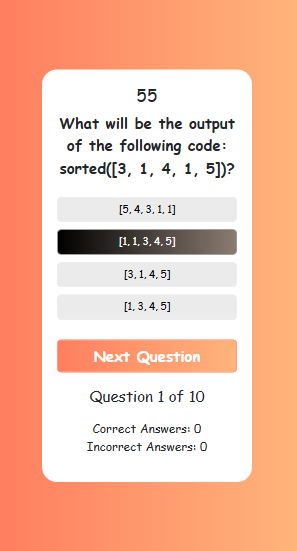 55
What will be the output
of the following code:
sorted([3, 1, 4, 1, 5])?
[5, 4, 3, 1, 1]
[1, 1, 3, 4, 5]
[3, 1, 4, 5]
[1, 3, 4, 5]
Next Question
Question 1 of 10
Correct Answers: 0
Incorrect Answers: 0